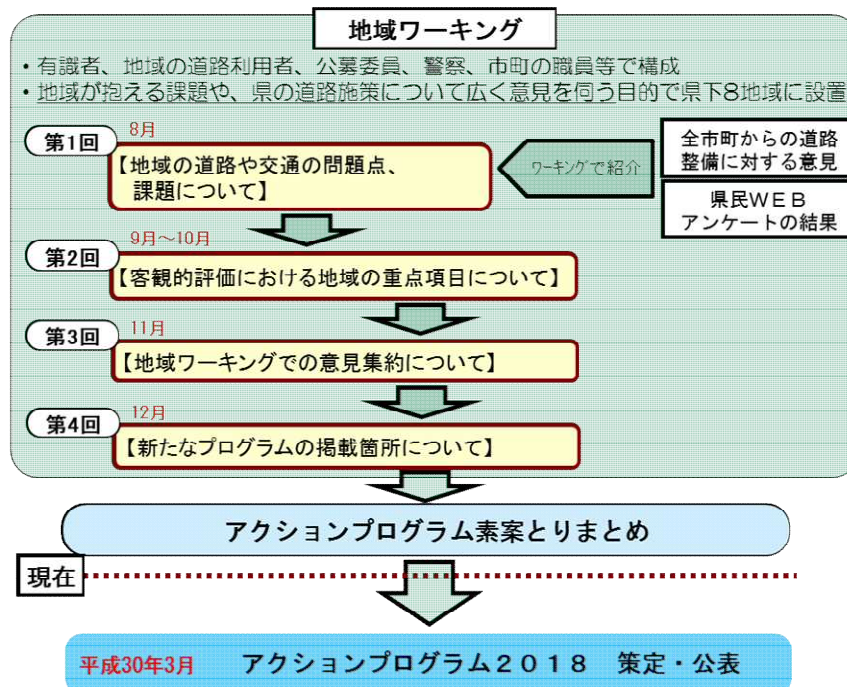 地域ワーキング
・有識者、地域の道路利用者、公募委員、警察、市町の職員等で構成
・地域が抱える課題や、県の道路施策について広く意見を伺う目的で県下8地域に設置
第1回
8月
【地域の道路や交通の問題点、
課題について】
ワーキングで紹介
全市町からの道路
整備に対する意見
県民WEB
アンケートの結果
第2回
9月～10月
【客観的評価における地域の重点項目について】
第3回
11月
【地域ワーキングでの意見集約について】
第4回
12月
【新たなプログラムの掲載箇所について】
アクションプログラム素案とりまとめ
現在
平成30年3月 アクションプログラム２０１８ 策定・公表